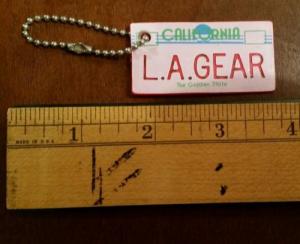 CALIFORNIA
L.A.GEAR
The Golden State
1 2 3 4
MADE IN U.S.A.